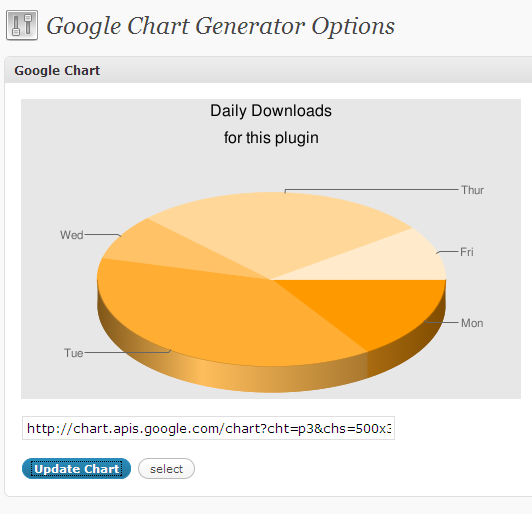 Google Chart Generator Options
Google Chart
Daily Downloads
for this plugin
Thur
Wed
Fri
Mon
Tue
http://chart.apis.google.com/chart?cht=p3&chs=500x3
Update Chart
select